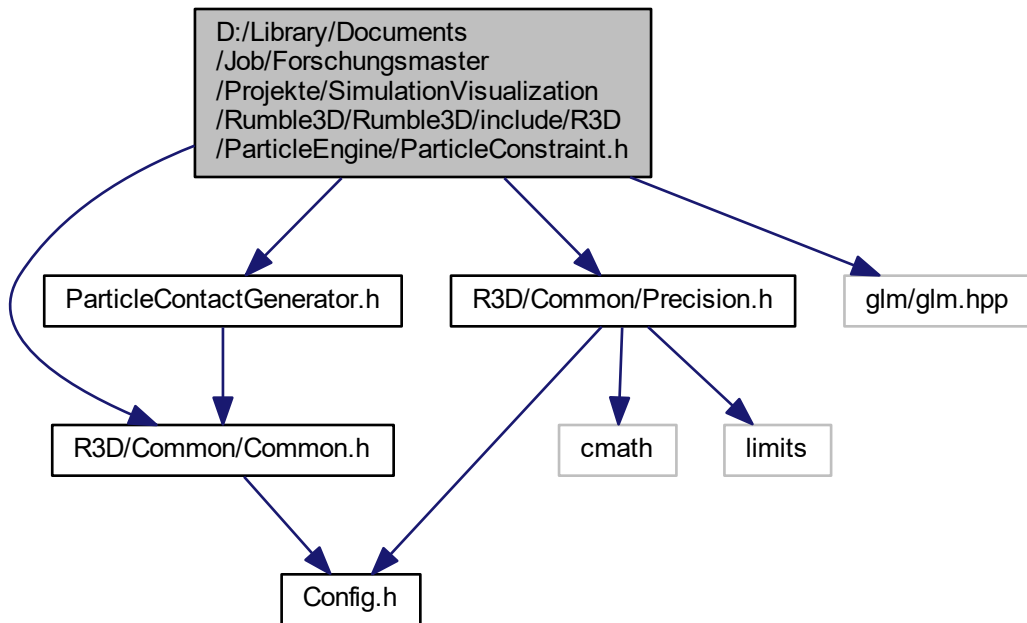 D:/Library/Documents
/Job/Forschungsmaster
/Projekte/SimulationVisualization
/Rumble3D/Rumble3D/include/R3D
/ParticleEngine/ParticleConstraint.h
ParticleContactGenerator.h
R3D/Common/Precision.h
glm/glm.hpp
R3D/Common/Common.h
cmath
limits
Config.h